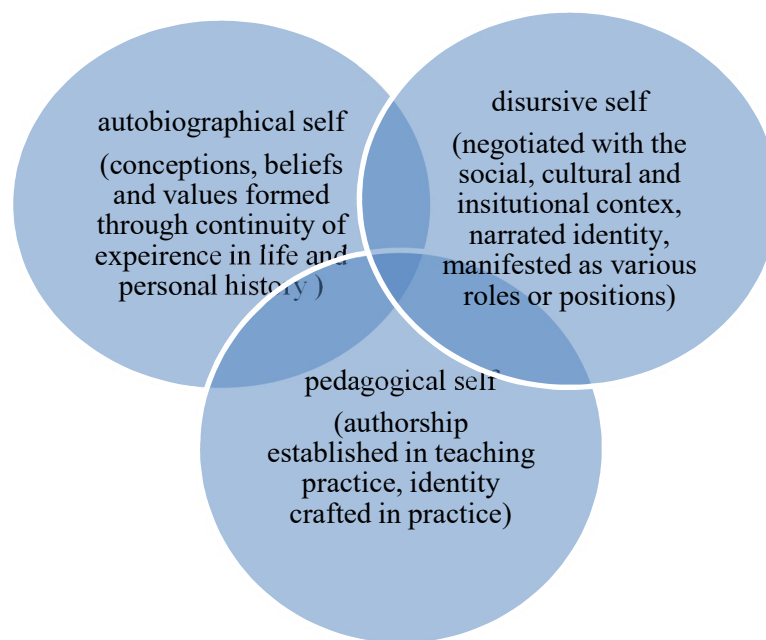 autobiographical self
(conceptions, beliefs
and values formed
through continuity of
expeirence in life and
personal history )
disursive self
(negotiated with the
social, cultural and
insitutional contex,
narrated identity,
manifested as various
roles or positions)
pedagogical self
(authorship
established in teaching
practice, identity
crafted in practice)